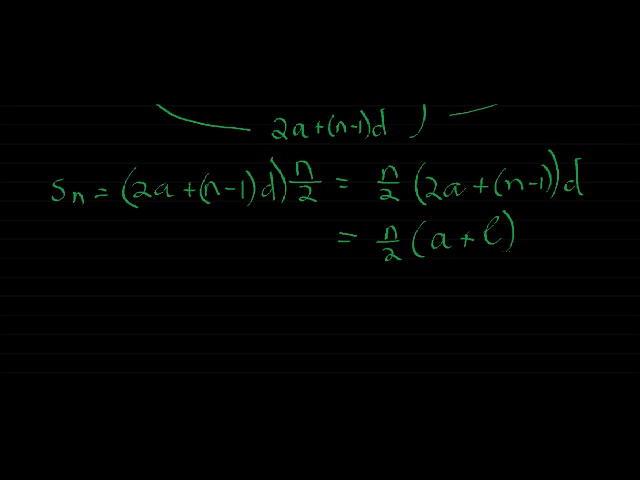 2a+(n-1)d
Sn = (2a+(n-1)d) n/2 = n/2 (2a+(n-1))d
= n/2 (a+l)